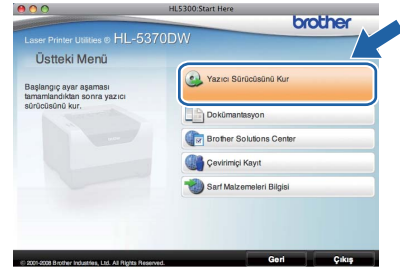 HL5300:Start Here
brother
Laser Printer Utilities © HL-5370DW
Üstteki Menü
Başlangıç ayar aşaması
tamamlandıktan sonra yazıcı
sürücüsünü kur.
Yazıcı Sürücüsünü Kur
Dokümantasyon
Brother Solutions Center
Çevirimiçi Kayıt
Sarf Malzemeleri Bilgisi
© 2001-2008 Brother Industries, Ltd. All Rights Reserved.
Geri
Çıkış